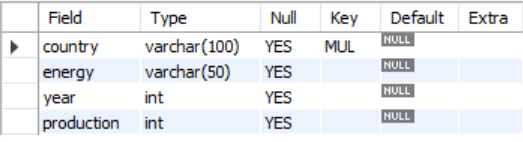 Field Type Null Key Default Extra
country varchar(100) YES MUL NULL
energy varchar(50) YES NULL
year int YES NULL
production int YES NULL